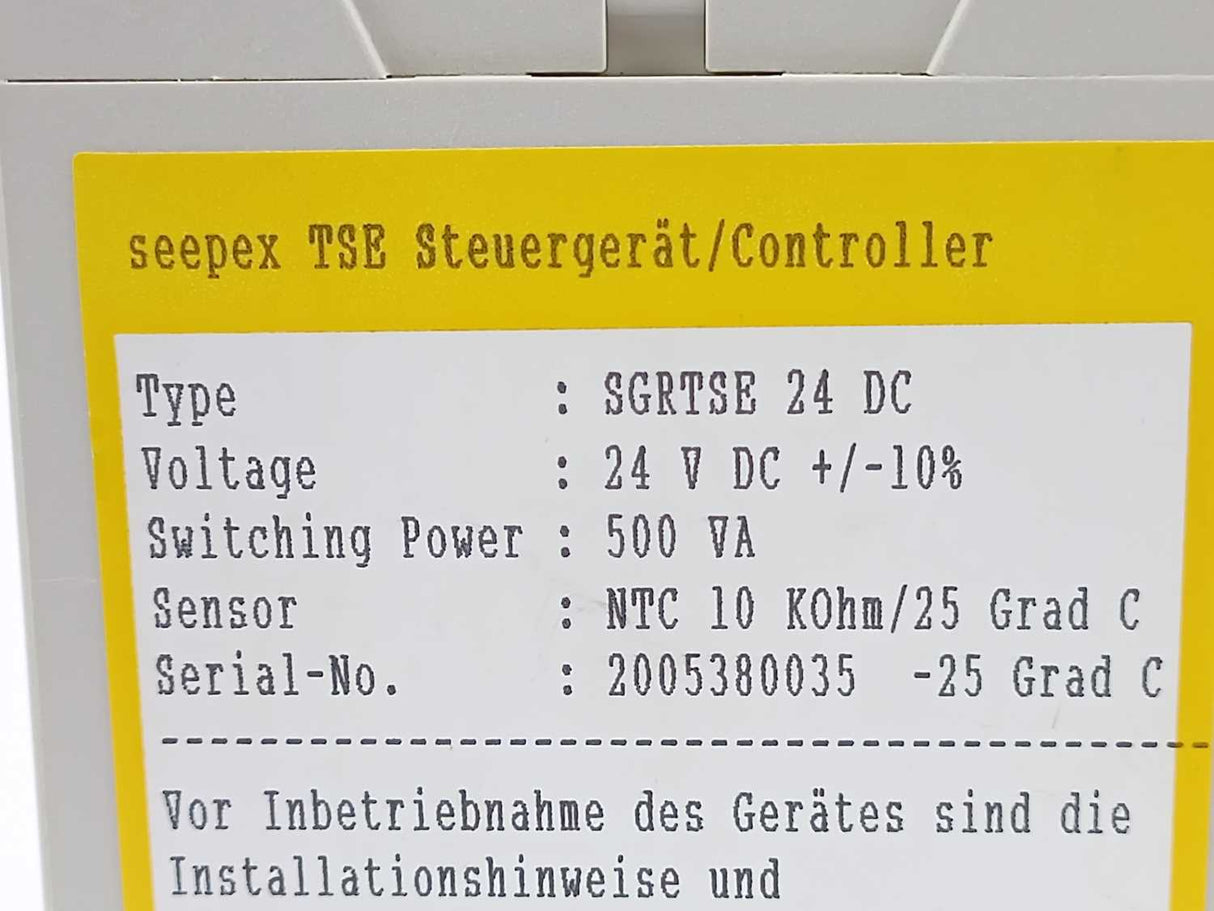 seepex TSE Steuergerät/Controller
Type : SGRTSE 24 DC
Voltage : 24 V DC +/-10%
Switching Power : 500 VA
Sensor : NTC 10 KOhm/25 Grad C
Serial-No. : 2005380035 -25 Grad C
--------------------------------------------
Vor Inbetriebnahme des Gerätes sind die
Installationshinweise und